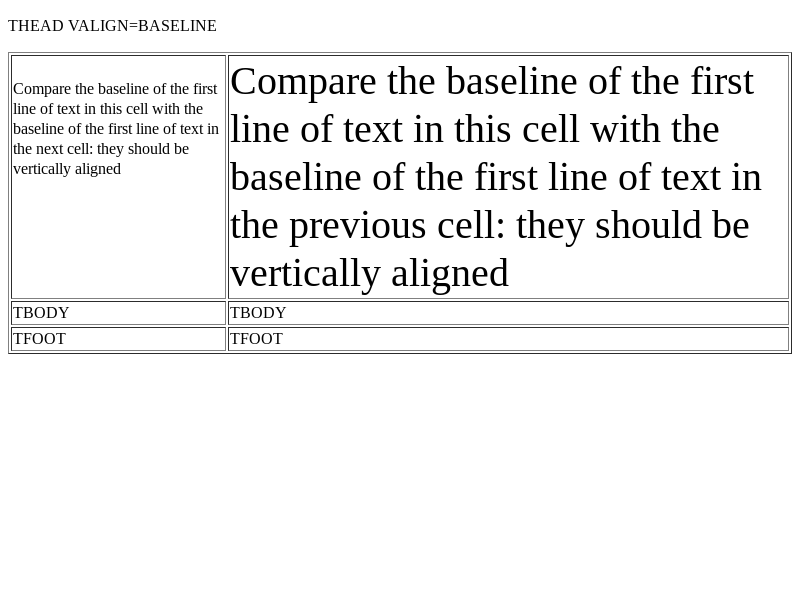 THEAD VALIGN=BASELINE
Compare the baseline of the first
line of text in this cell with the
baseline of the first line of text in
the next cell: they should be
vertically aligned
Compare the baseline of the first
line of text in this cell with the
baseline of the first line of text in
the previous cell: they should be
vertically aligned
TBODY
TBODY
TFOOT
TFOOT